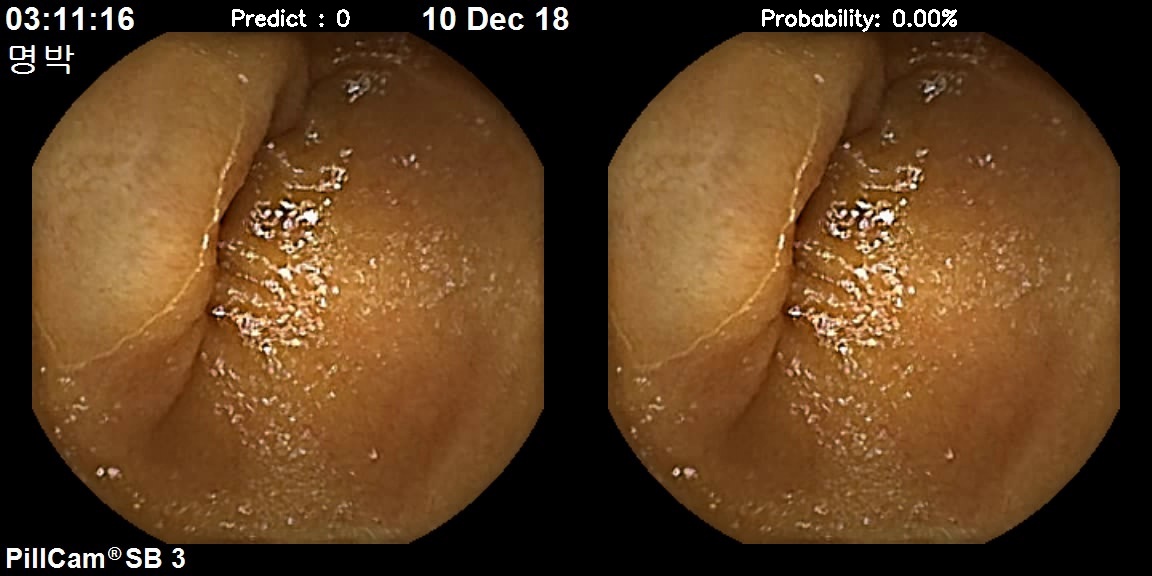 03:11:16 Predict : 0 10 Dec 18 Probability: 0.00%
명 박
PillCam® SB 3